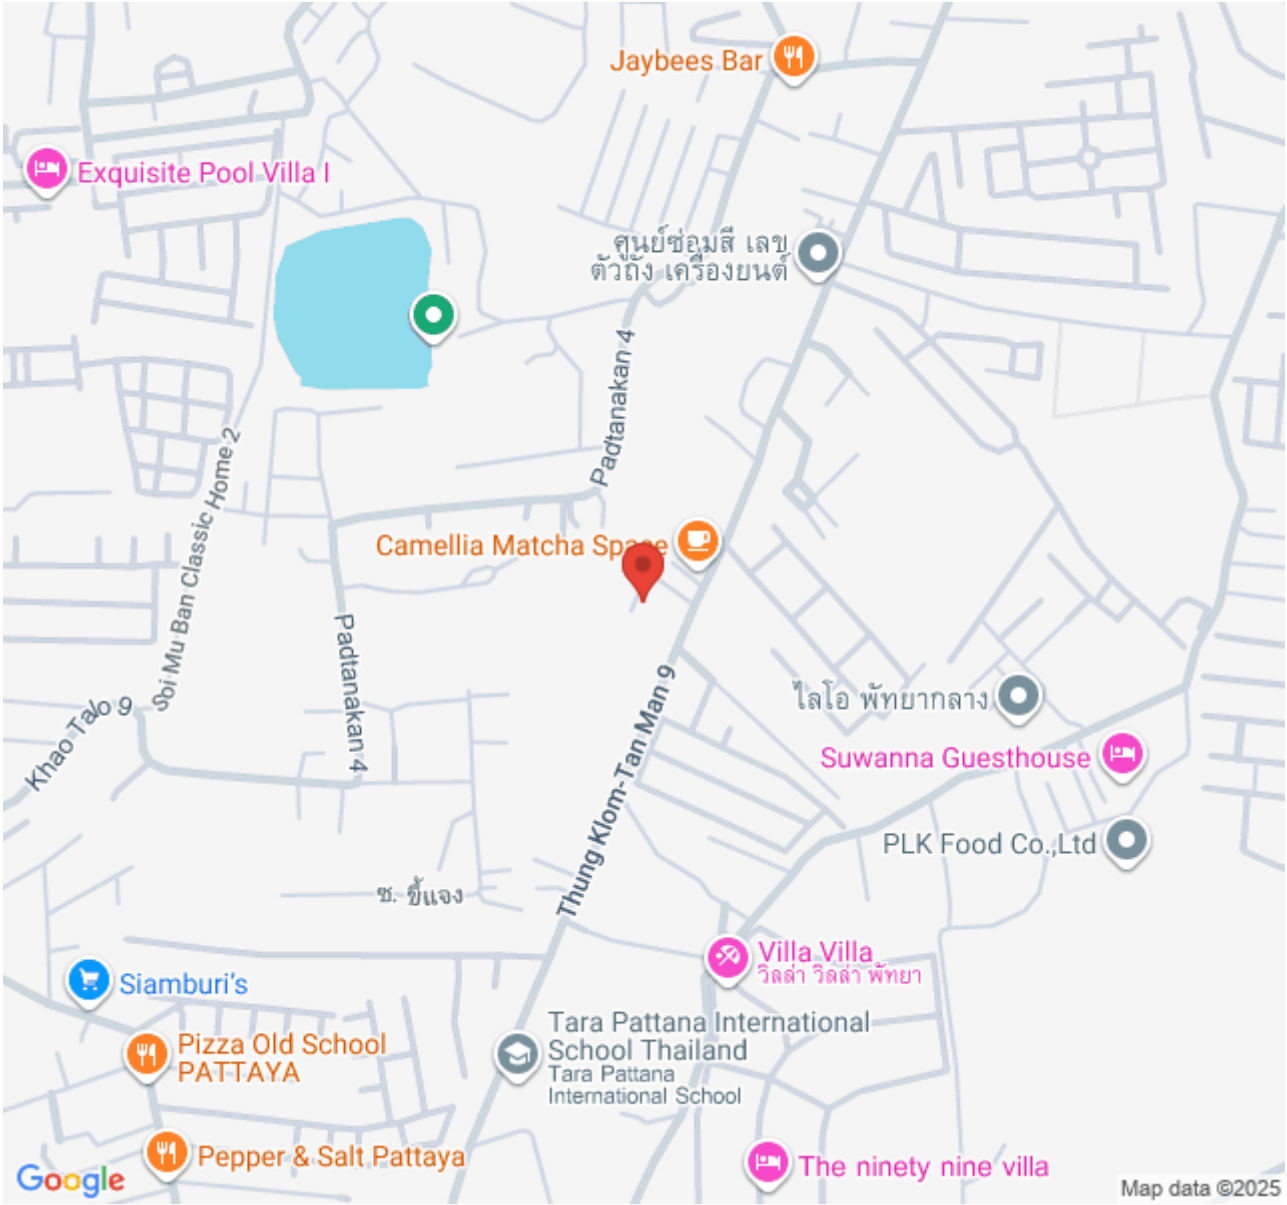 Jaybees Bar
Exquisite Pool Villa I
ศูนย์ซ่อมสี เลข
ตัวถัง เครื่องยนต์
Padtanakan 4
Soi Mu Ban Classic Home 2
Camellia Matcha Space
Padtanakan 4
Khao Talo 9
Thung Klom-Tan Man 9
ไลโอ พัทยากลาง
Suwanna Guesthouse
PLK Food Co.,Ltd
ซ. ขี้แจง
Villa Villa
วิลล่า วิลล่า พัทยา
Siamburi's
Tara Pattana International
School Thailand
Tara Pattana
International School
Pizza Old School
PATTAYA
Pepper & Salt Pattaya
The ninety nine villa
Google
Map data ©2025